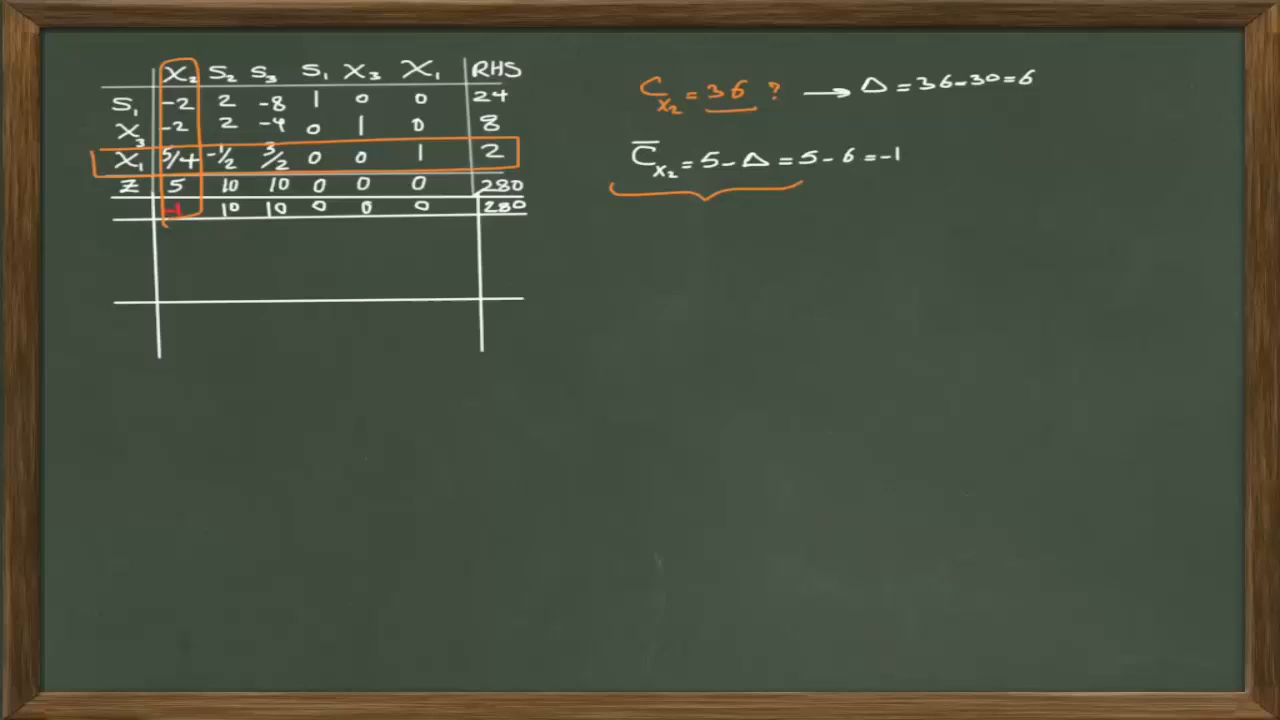 X₂ S₂ S₃ S₁ X₃ X₁ RHS
S₁ -2 2 -8 1 0 0 24
X₃ -2 2 -4 0 1 0 8
X₁ 5/4 -1/2 3/2 0 0 1 2
Z 5 10 10 0 0 0 280
-1 10 10 0 0 0 280
C_X₂ = 36 ? → Δ = 36-30 = 6
C̅_X₂ = 5 - Δ = 5 - 6 = -1